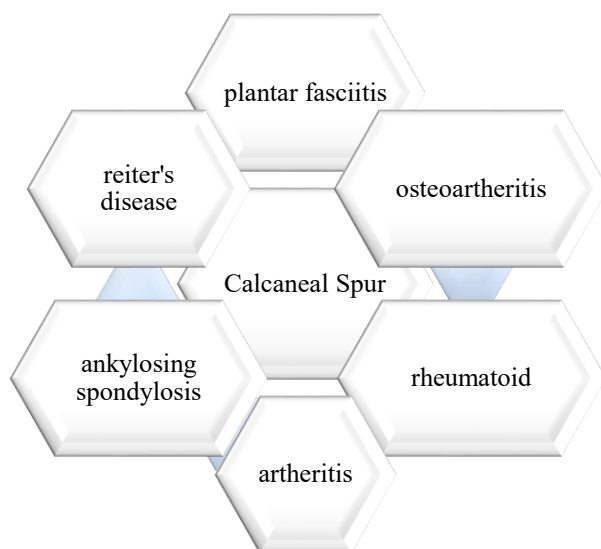 plantar fasciitis
reiter's
disease
osteoartheritis
Calcaneal Spur
ankylosing
spondylosis
rheumatoid
artheritis